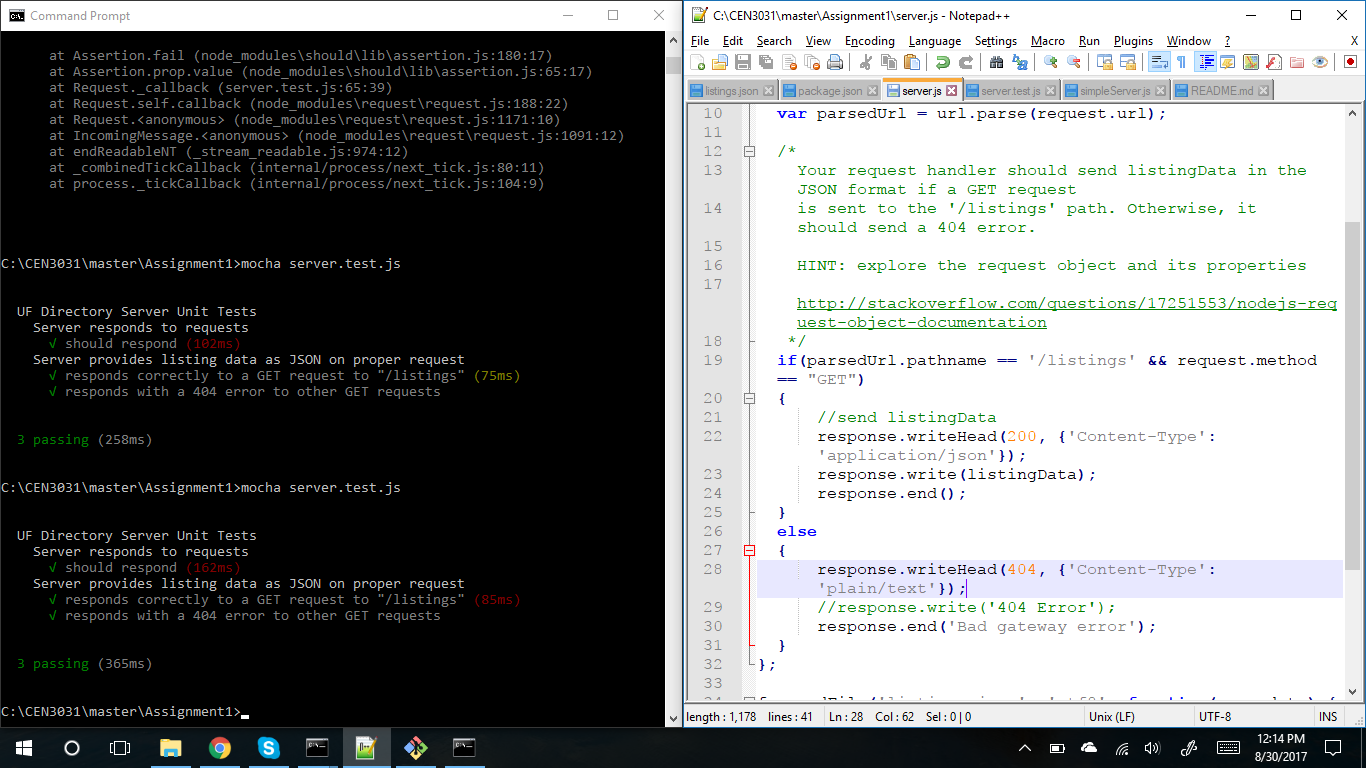 Command Prompt
at Assertion.fail (node_modules\should\lib\assertion.js:180:17)
at Assertion.prop.value (node_modules\should\lib\assertion.js:65:17)
at Request._callback (server.test.js:65:39)
at Request.self.callback (node_modules\request\request.js:188:22)
at Request.<anonymous> (node_modules\request\request.js:1171:10)
at IncomingMessage.<anonymous> (node_modules\request\request.js:1091:12)
at endReadableNT (_stream_readable.js:974:12)
at _combinedTickCallback (internal/process/next_tick.js:80:11)
at process._tickCallback (internal/process/next_tick.js:104:9)
C:\CEN3031\master\Assignment1>mocha server.test.js
UF Directory Server Unit Tests
Server responds to requests
√ should respond (102ms)
Server provides listing data as JSON on proper request
√ responds correctly to a GET request to "/listings" (75ms)
√ responds with a 404 error to other GET requests
3 passing (258ms)
C:\CEN3031\master\Assignment1>mocha server.test.js
UF Directory Server Unit Tests
Server responds to requests
√ should respond (162ms)
Server provides listing data as JSON on proper request
√ responds correctly to a GET request to "/listings" (85ms)
√ responds with a 404 error to other GET requests
3 passing (365ms)
C:\CEN3031\master\Assignment1>
C:\CEN3031\master\Assignment1\server.js - Notepad++
File Edit Search View Encoding Language Settings Macro Run Plugins Window ? X
listings.json package.json server.js server.test.js simpleServer.js README.md
10 var parsedUrl = url.parse(request.url);
11
12 /*
13 Your request handler should send listingData in the
JSON format if a GET request
14 is sent to the '/listings' path. Otherwise, it
should send a 404 error.
15
16 HINT: explore the request object and its properties
17
http://stackoverflow.com/questions/17251553/nodejs-req
uest-object-documentation
18 */
19 if(parsedUrl.pathname == '/listings' && request.method
== "GET")
20 {
21 //send listingData
22 response.writeHead(200, {'Content-Type':
'application/json'});
23 response.write(listingData);
24 response.end();
25 }
26 else
27 {
28 response.writeHead(404, {'Content-Type':
'plain/text'});
29 //response.write('404 Error');
30 response.end('Bad gateway error');
31 }
32 };
33
length : 1,178 lines : 41 Ln : 28 Col : 62 Sel : 0 | 0 Unix (LF) UTF-8 INS
12:14 PM
8/30/2017